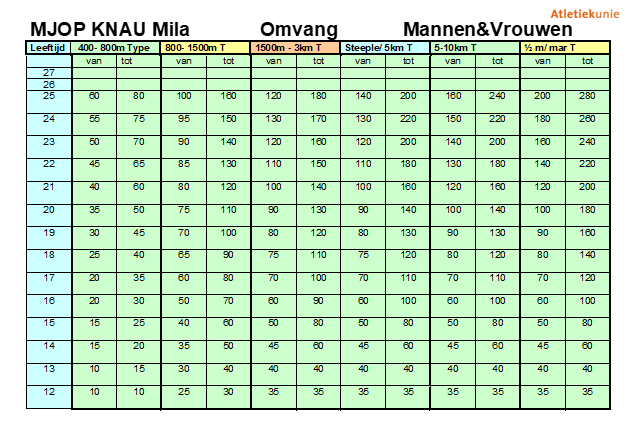 Atletiekunie
MJOP KNAU Mila Omvang Mannen&Vrouwen
Leeftijd 400- 800m Type 800- 1500m T 1500m - 3km T Steeple/ 5km T 5-10km T ½ m/ mar T
van tot van tot van tot van tot van tot van tot
27
26
25 60 80 100 160 120 180 140 200 160 240 200 280
24 55 75 95 150 130 170 130 220 150 220 180 260
23 50 70 90 140 120 160 120 200 140 200 160 240
22 45 65 85 130 110 150 110 180 130 180 140 220
21 40 60 80 120 100 140 100 160 120 160 120 200
20 35 50 75 110 90 130 90 140 100 140 100 180
19 30 45 70 100 80 120 80 130 90 130 90 160
18 25 40 65 90 75 110 75 120 80 120 80 140
17 20 35 60 80 70 100 70 110 70 110 70 120
16 20 30 50 70 60 90 60 100 60 100 60 100
15 15 25 40 60 50 80 50 80 50 80 50 80
14 15 20 35 50 45 60 45 60 45 60 45 60
13 10 15 30 40 40 40 40 40 40 40 40 40
12 10 10 25 30 35 35 35 35 35 35 35 35